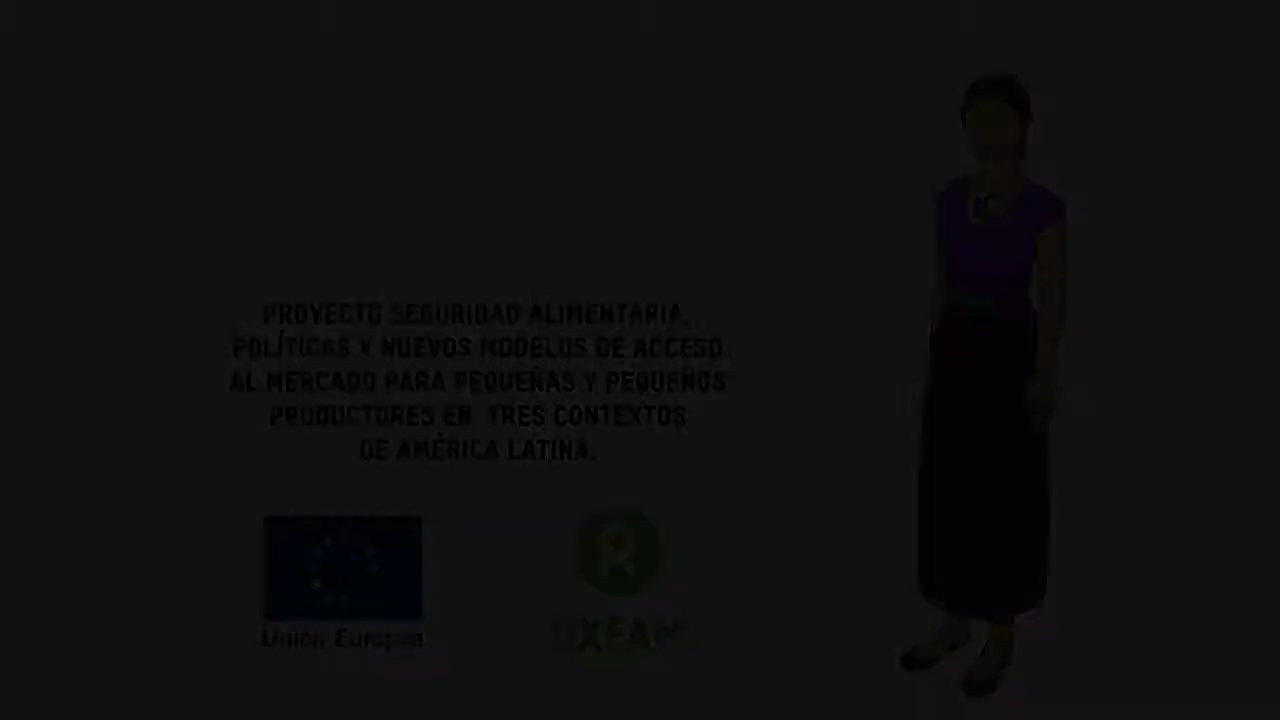 PROYECTO SEGURIDAD ALIMENTARIA,
POLÍTICAS Y NUEVOS MODELOS DE ACCESO
AL MERCADO PARA PEQUEÑAS Y PEQUEÑOS
PRODUCTORES EN TRES CONTEXTOS
DE AMÉRICA LATINA.
Unión Europea
OXFAM